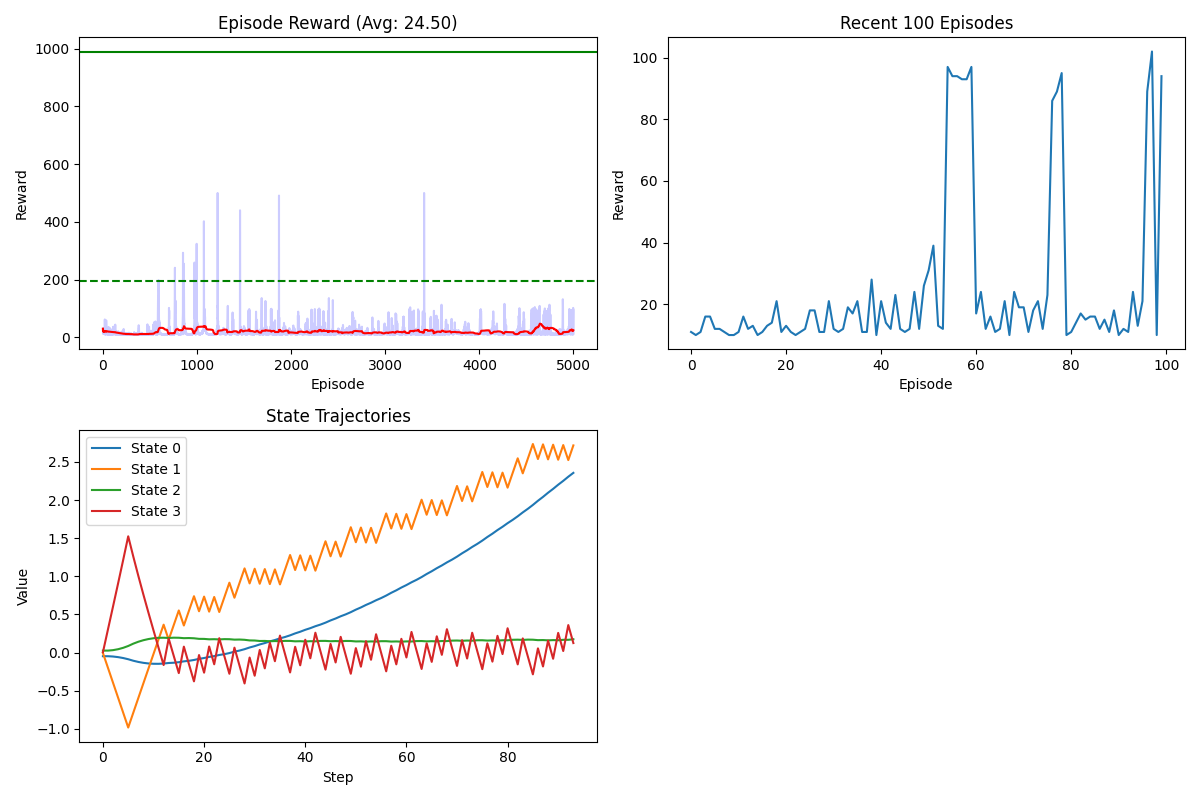 Episode Reward (Avg: 24.50)
Reward
1000
800
600
400
200
0
0 1000 2000 3000 4000 5000
Episode
Recent 100 Episodes
Reward
100
80
60
40
20
0 20 40 60 80 100
Episode
State Trajectories
State 0
State 1
State 2
State 3
Value
2.5
2.0
1.5
1.0
0.5
0.0
−0.5
−1.0
0 20 40 60 80
Step